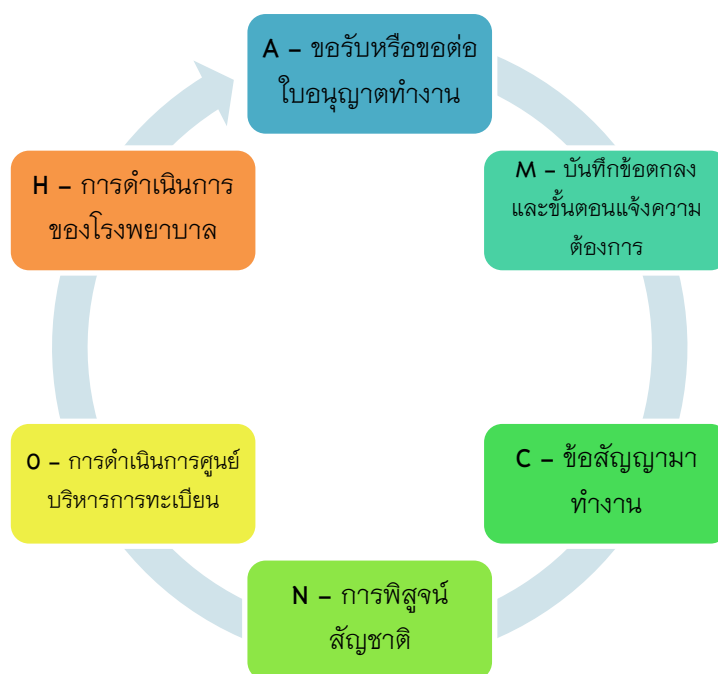 A – ขอรับหรือขอต่อ
ใบอนุญาตทำงาน
M – บันทึกข้อตกลง
และขั้นตอนแจ้งความ
ต้องการ
C – ข้อสัญญามา
ทำงาน
N – การพิสูจน์
สัญชาติ
O – การดำเนินการศูนย์
บริหารการทะเบียน
H – การดำเนินการ
ของโรงพยาบาล